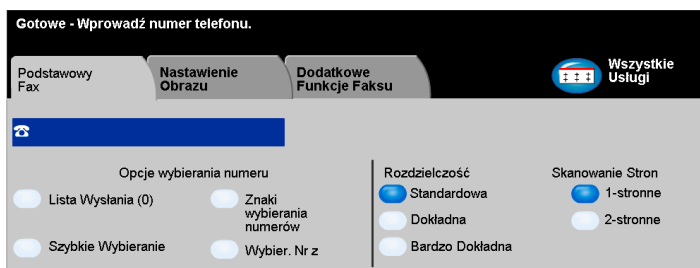 Gotowe - Wprowadź numer telefonu.
Podstawowy
Fax
Nastawienie
Obrazu
Dodatkowe
Funkcje Faksu
Wszystkie
Usługi
Opcje wybierania numeru
Lista Wysłania (0)
Szybkie Wybieranie
Znaki
wybierania
numerów
Wybier. Nr z
Rozdzielczość
Standardowa
Dokładna
Bardzo Dokładna
Skanowanie Stron
1-stronne
2-stronne